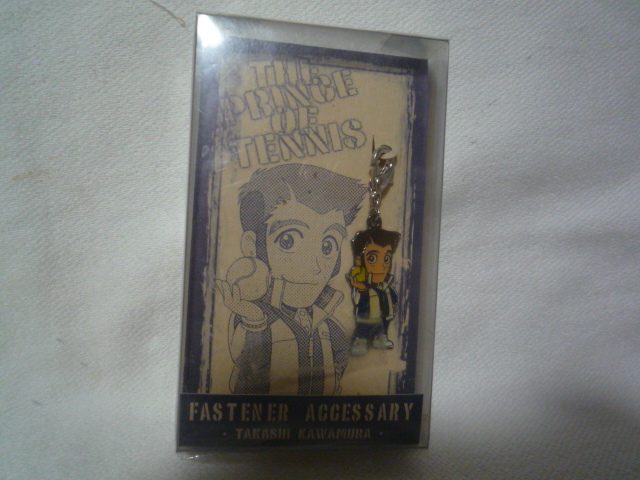 THE
PRINCE
OF
TENNIS
FASTENER ACCESSARY
· TAKASHI KAWAMURA ·